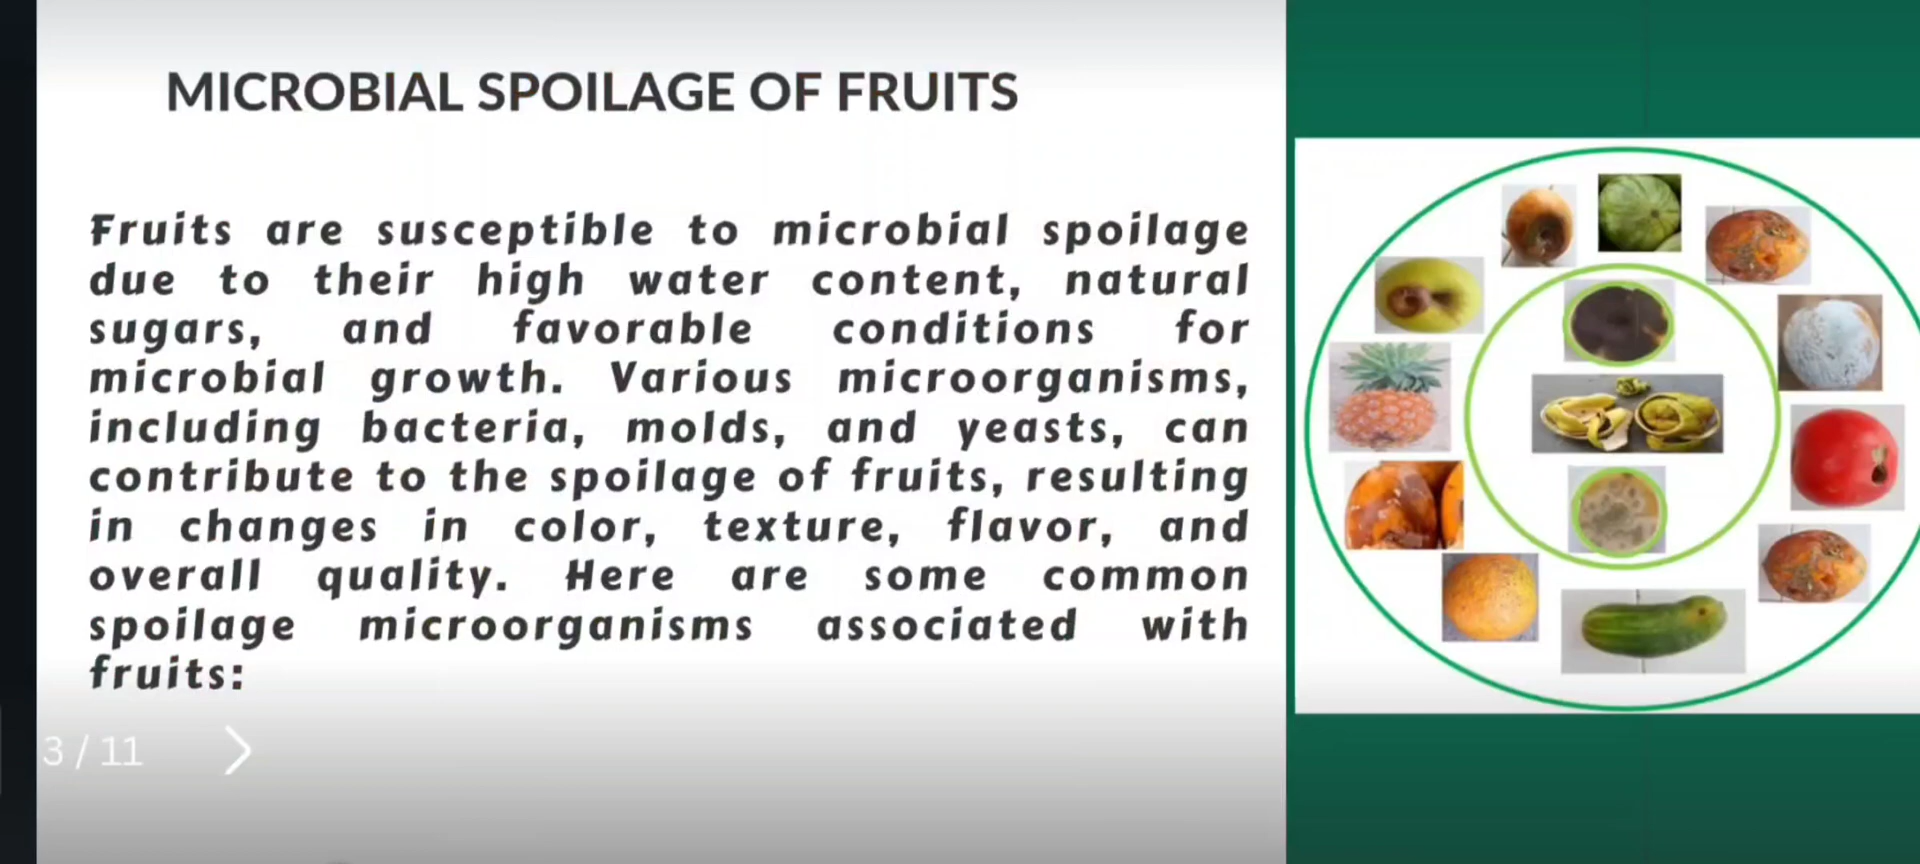 MICROBIAL SPOILAGE OF FRUITS
Fruits are susceptible to microbial spoilage
due to their high water content, natural
sugars, and favorable conditions for
microbial growth. Various microorganisms,
including bacteria, molds, and yeasts, can
contribute to the spoilage of fruits, resulting
in changes in color, texture, flavor, and
overall quality. Here are some common
spoilage microorganisms associated with
fruits:
3 / 11